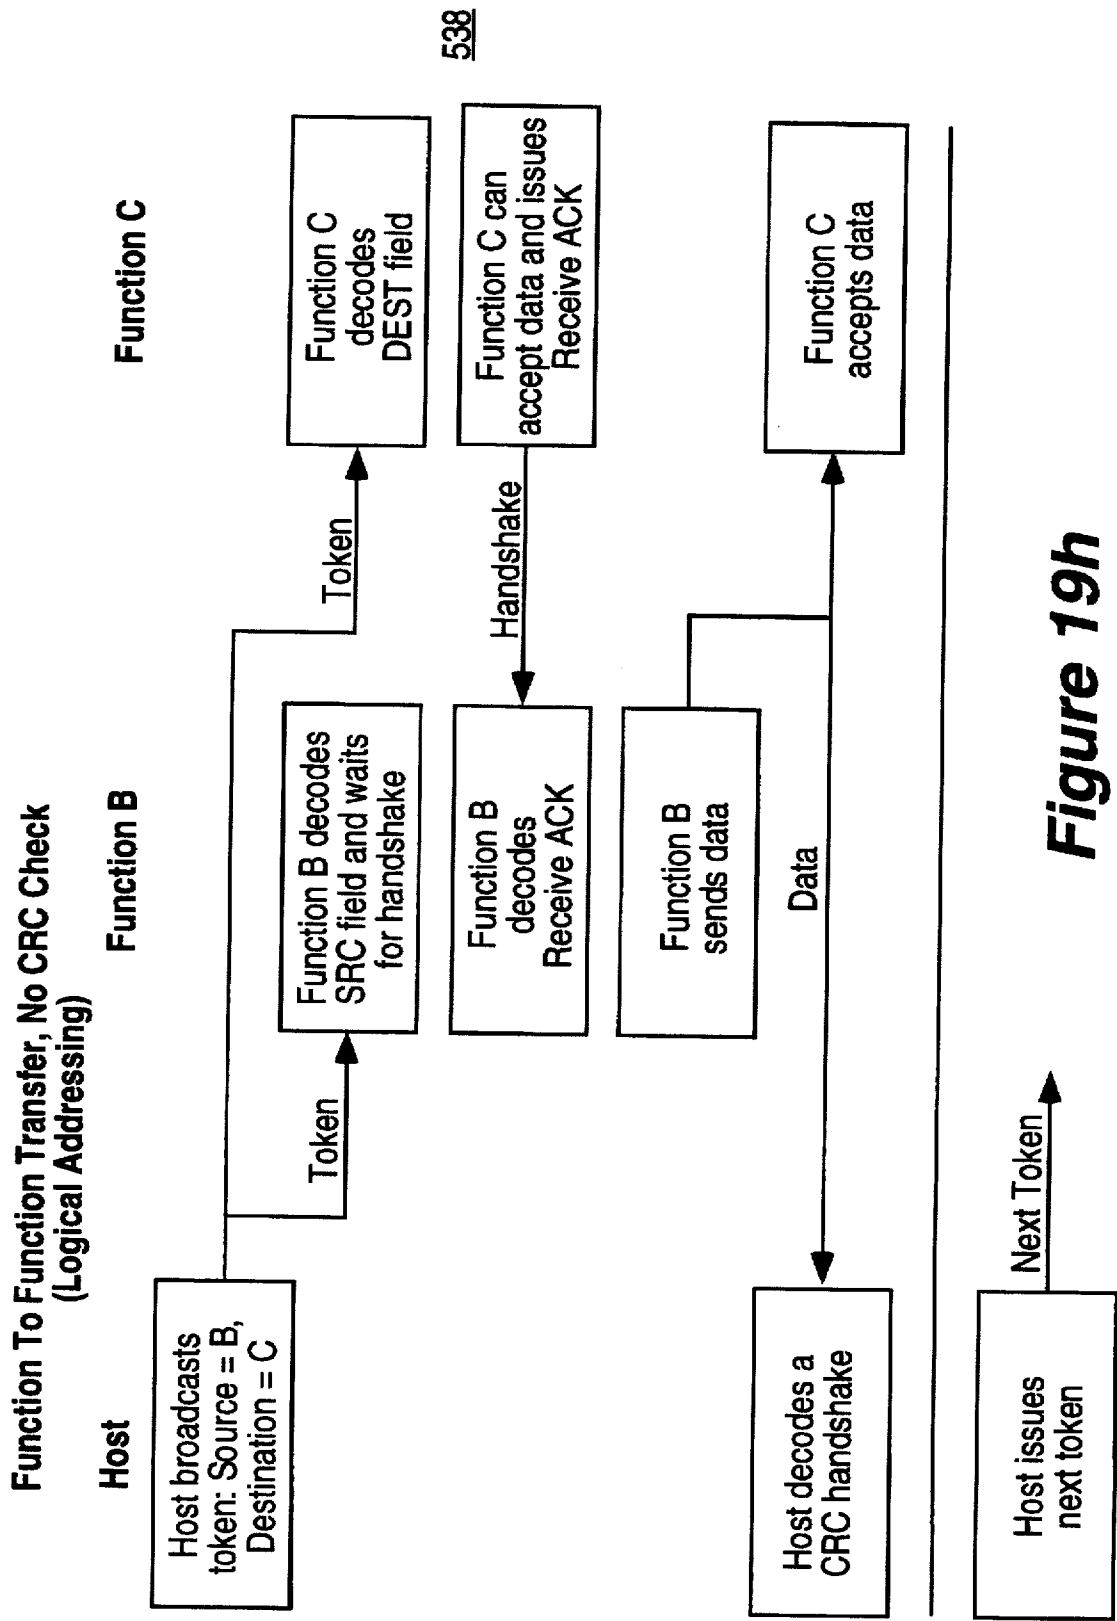 Function To Function Transfer, No CRC Check
(Logical Addressing)
Host
Function B
Function C
Host broadcasts
token: Source = B,
Destination = C
Token
Function B decodes
SRC field and waits
for handshake
Token
Function C
decodes
DEST field
538
Function B
decodes
Receive ACK
Handshake
Function C can
accept data and issues
Receive ACK
Function B
sends data
Data
Host decodes a
CRC handshake
Function C
accepts data
Host issues
next token
Next Token
Figure 19h